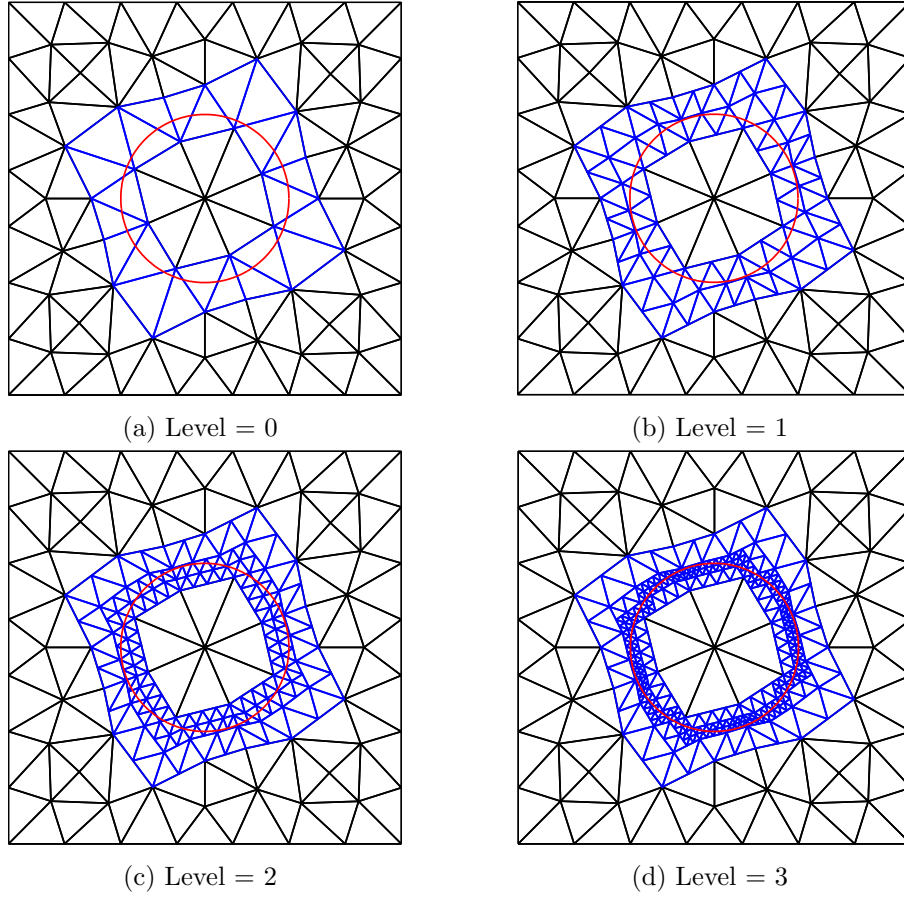 (a) Level = 0
(b) Level = 1
(c) Level = 2
(d) Level = 3